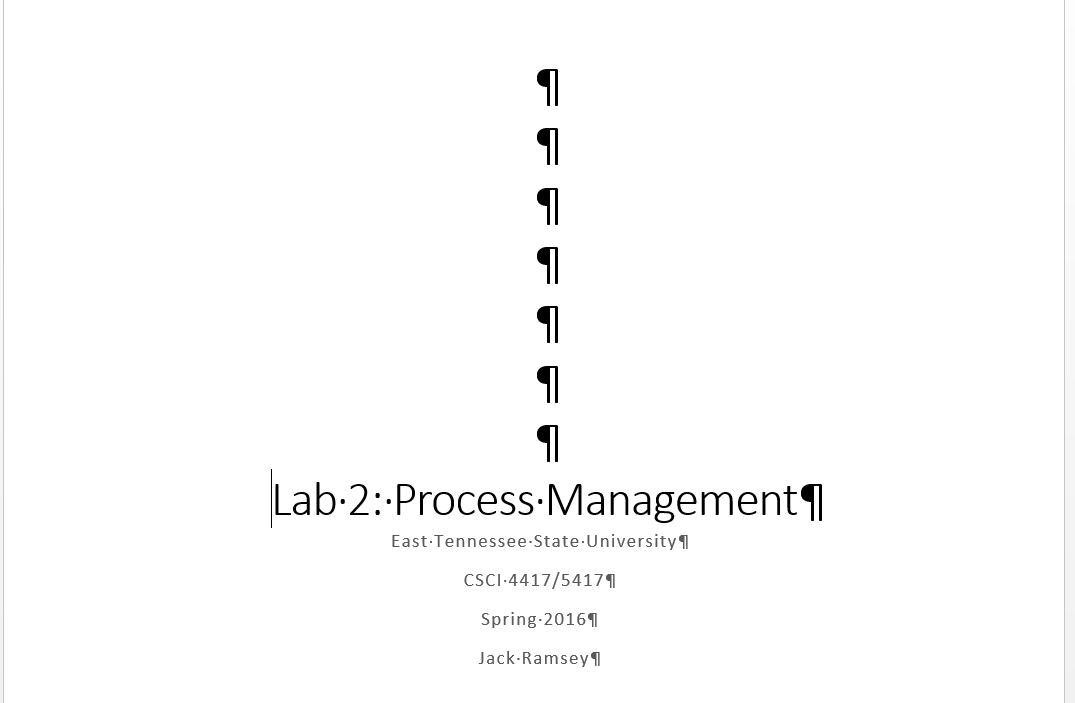 ¶
¶
¶
¶
¶
¶
¶
Lab·2:·Process·Management¶
East·Tennessee·State·University¶
CSCI·4417/5417¶
Spring·2016¶
Jack·Ramsey¶